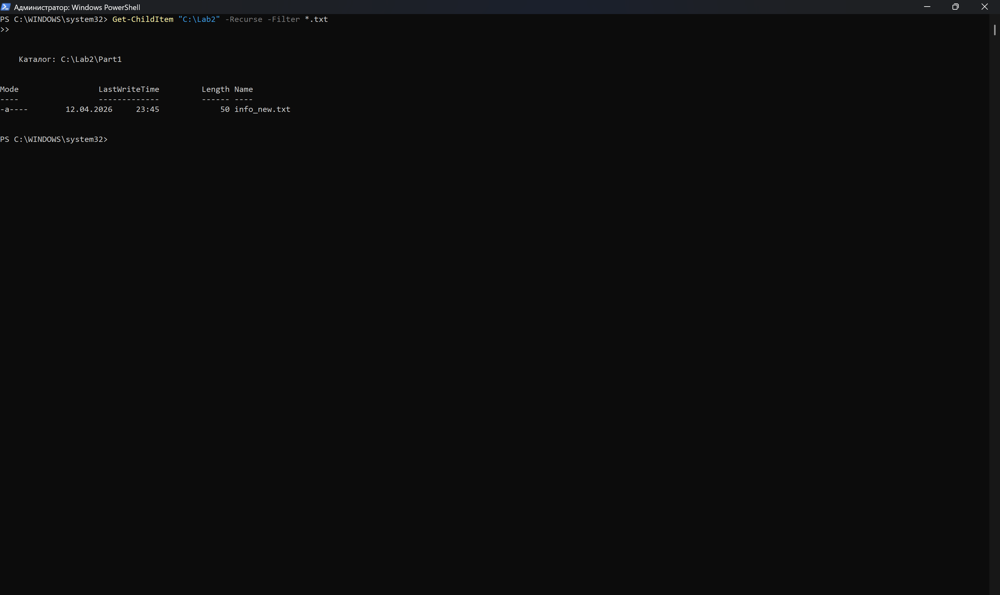 Администратор: Windows PowerShell
PS C:\WINDOWS\system32> Get-ChildItem "C:\Lab2" -Recurse -Filter *.txt
>>
Каталог: C:\Lab2\Part1
Mode                 LastWriteTime         Length Name
----                 -------------         ------ ----
-a----        12.04.2026     23:45             50 info_new.txt
PS C:\WINDOWS\system32>